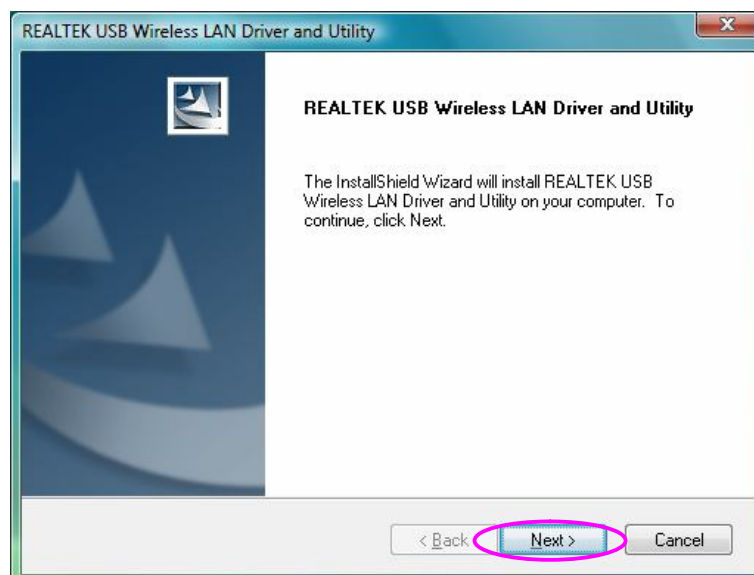 REALTEK USB Wireless LAN Driver and Utility
X
REALTEK USB Wireless LAN Driver and Utility
The InstallShield Wizard will install REALTEK USB
Wireless LAN Driver and Utility on your computer. To
continue, click Next.
< Back
Next >
Cancel